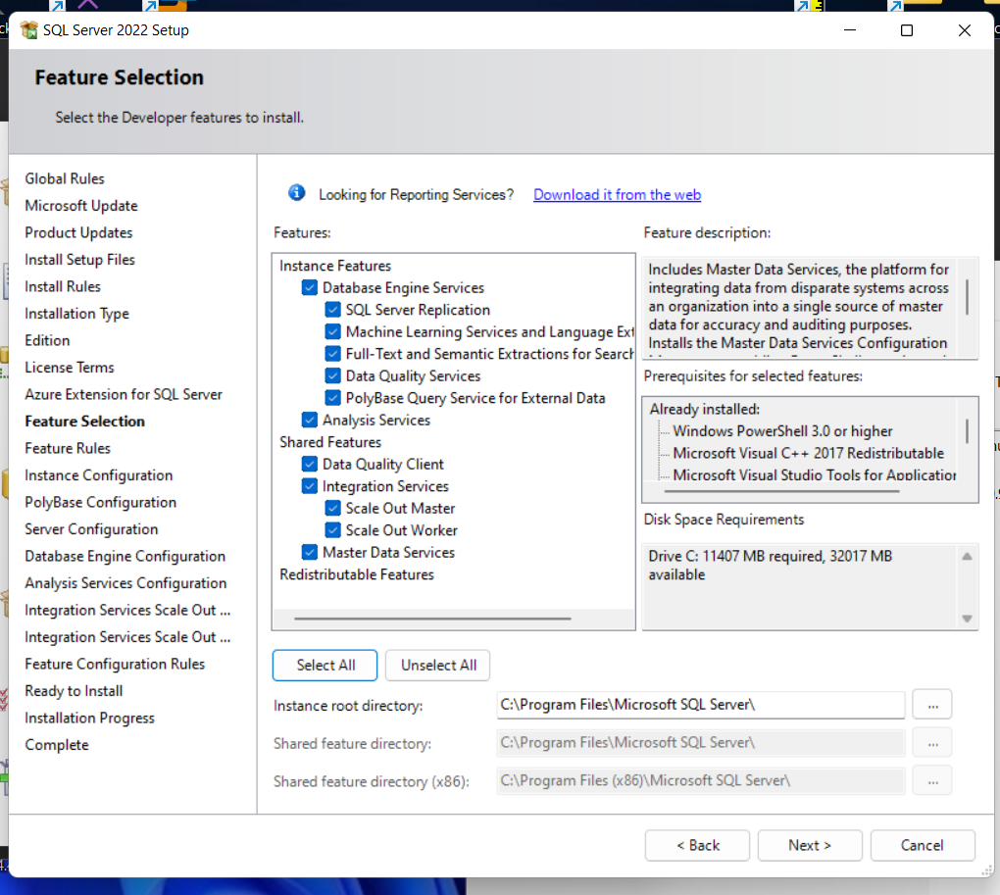 SQL Server 2022 Setup
Feature Selection
Select the Developer features to install.
Global Rules
Microsoft Update
Product Updates
Install Setup Files
Install Rules
Installation Type
Edition
License Terms
Azure Extension for SQL Server
Feature Selection
Feature Rules
Instance Configuration
PolyBase Configuration
Server Configuration
Database Engine Configuration
Analysis Services Configuration
Integration Services Scale Out ...
Integration Services Scale Out ...
Feature Configuration Rules
Ready to Install
Installation Progress
Complete
Looking for Reporting Services? Download it from the web
Features:
Instance Features
Database Engine Services
SQL Server Replication
Machine Learning Services and Language Ext
Full-Text and Semantic Extractions for Search
Data Quality Services
PolyBase Query Service for External Data
Analysis Services
Shared Features
Data Quality Client
Integration Services
Scale Out Master
Scale Out Worker
Master Data Services
Redistributable Features
Feature description:
Includes Master Data Services, the platform for
integrating data from disparate systems across
an organization into a single source of master
data for accuracy and auditing purposes.
Installs the Master Data Services Configuration
Prerequisites for selected features:
Already installed:
Windows PowerShell 3.0 or higher
Microsoft Visual C++ 2017 Redistributable
Microsoft Visual Studio Tools for Application
Disk Space Requirements
Drive C: 11407 MB required, 32017 MB
available
Select All
Unselect All
Instance root directory:
C:\Program Files\Microsoft SQL Server\
...
Shared feature directory:
C:\Program Files\Microsoft SQL Server\
...
Shared feature directory (x86):
C:\Program Files (x86)\Microsoft SQL Server\
...
< Back
Next >
Cancel